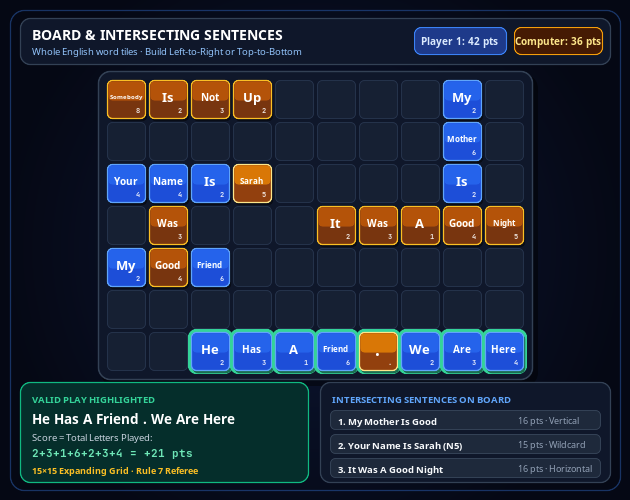 BOARD & INTERSECTING SENTENCES
Whole English word tiles · Build Left-to-Right or Top-to-Bottom
Player 1: 42 pts
Computer: 36 pts
Somebody 8 Is 2 Not 3 Up 2 My 2
Mother 6
Your 4 Name 4 Is 2 Sarah 5 Is 2
Was 3 It 2 Was 3 A 1 Good 4 Night 5
My 2 Good 4 Friend 6
He 2 Has 3 A 1 Friend 6 . . We 2 Are 3 Here 4
VALID PLAY HIGHLIGHTED
He Has A Friend . We Are Here
Score = Total Letters Played:
2+3+1+6+2+3+4 = +21 pts
15×15 Expanding Grid · Rule 7 Referee
INTERSECTING SENTENCES ON BOARD
1. My Mother Is Good 16 pts · Vertical
2. Your Name Is Sarah (N5) 15 pts · Wildcard
3. It Was A Good Night 16 pts · Horizontal